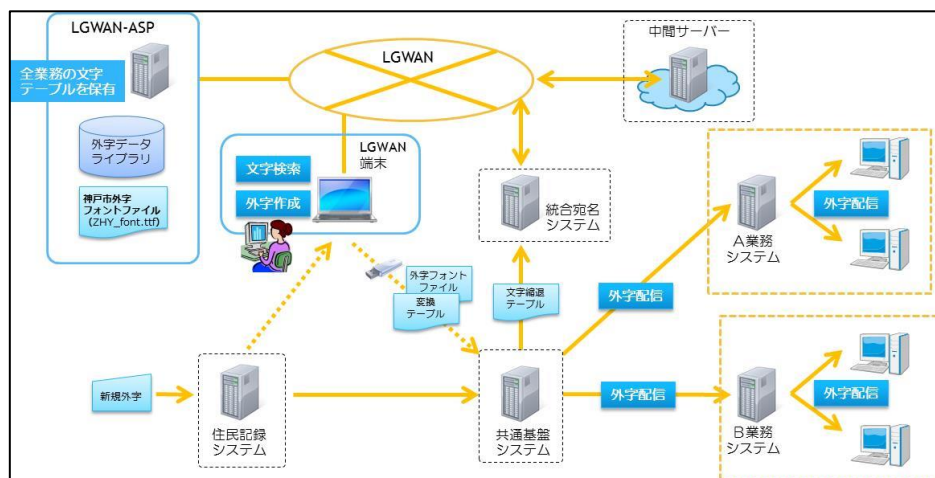 LGWAN-ASP
全業務の文字
テーブルを保有
外字データ
ライブラリ
神戸市外字
フォントファイル
(ZHY_font.ttf)
LGWAN
中間サーバー
LGWAN
端末
文字検索
外字作成
統合宛名
システム
A業務
システム
外字配信
外字フォント
ファイル
変換
テーブル
文字縮退
テーブル
外字配信
新規外字
住民記録
システム
共通基盤
システム
外字配信
B業務
システム
外字配信